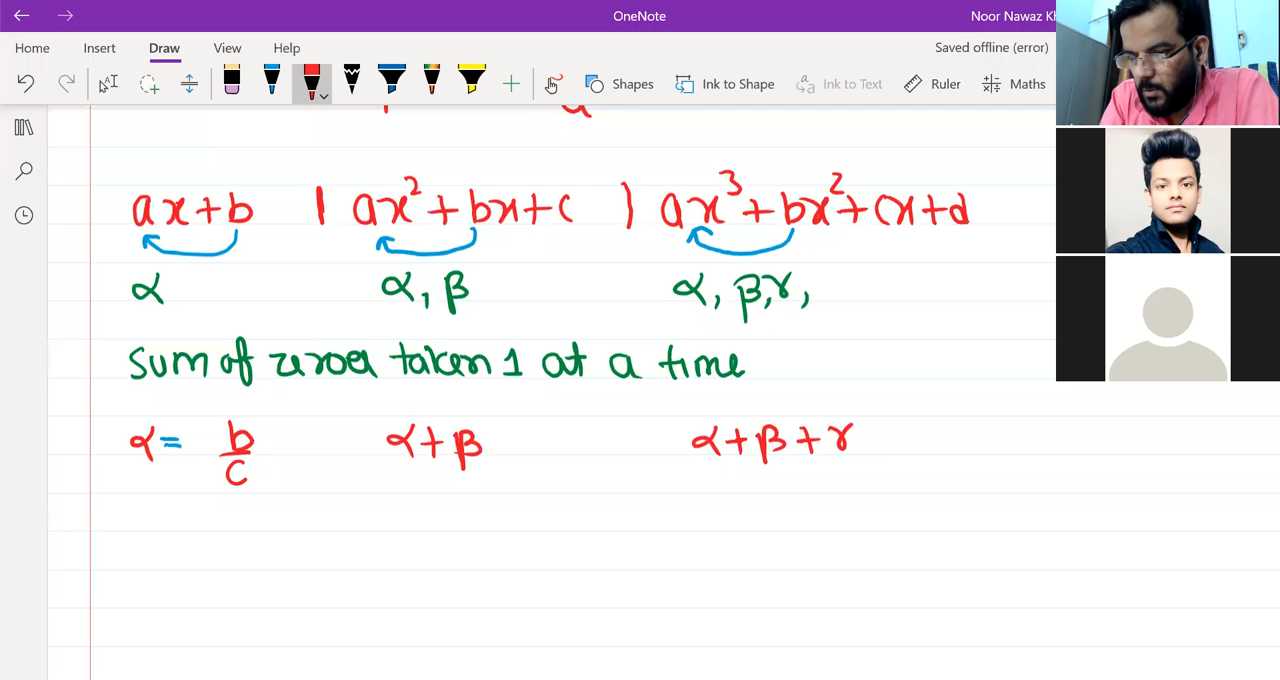 OneNote
Noor Nawaz Kh
Home Insert Draw View Help Saved offline (error)
Shapes Ink to Shape Ink to Text Ruler Maths
ax+b | ax²+bx+c | ax³+bx²+cx+d
α α, β α, β, γ,
sum of zeroes taken 1 at a time
α = b/c α+β α+β+γ